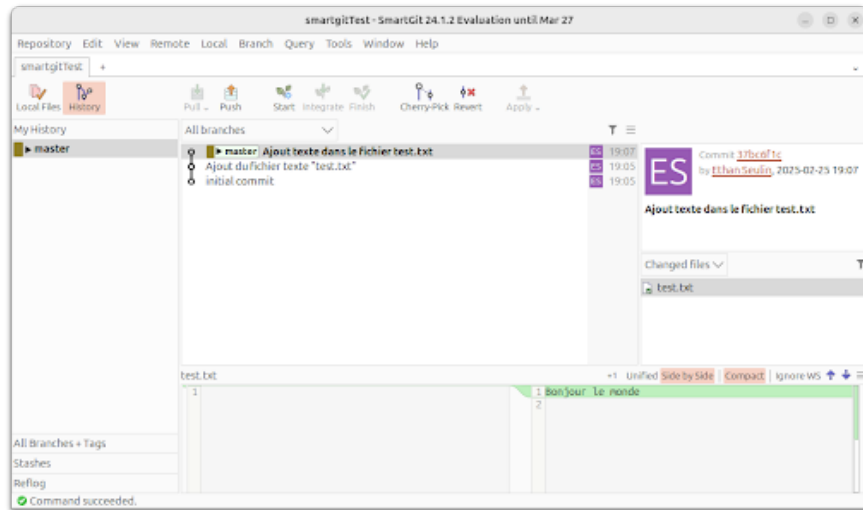 smartgitTest - SmartGit 24.1.2 Evaluation until Mar 27
Repository Edit View Remote Local Branch Query Tools Window Help
smartgitTest +
Local Files History Pull Push Start Integrate Finish Cherry-Pick Revert Apply
My History
master
All branches
master Ajout texte dans le fichier test.txt ES 19:07
Ajout du fichier texte "test.txt" ES 19:05
initial commit ES 19:05
ES
Commit 37bc6f1c
by Ethan Seulin, 2025-02-25 19:07
Ajout texte dans le fichier test.txt
Changed files
test.txt
test.txt +1 Unified Side by Side Compact Ignore WS
1
1 Bonjour le monde
2
All Branches + Tags
Stashes
Reflog
Command succeeded.